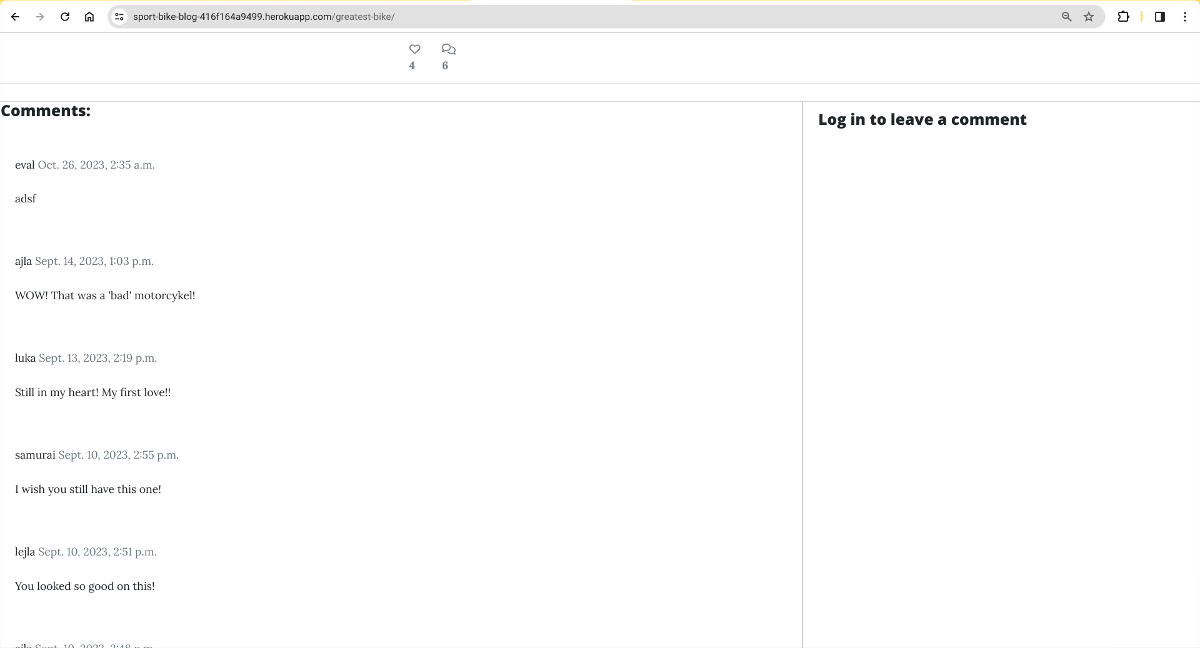 sport-bike-blog-416f164a9499.herokuapp.com/greatest-bike/
4 6
Comments:
Log in to leave a comment
eval Oct. 26, 2023, 2:35 a.m.
adsf
ajla Sept. 14, 2023, 1:03 p.m.
WOW! That was a 'bad' motorcykel!
luka Sept. 13, 2023, 2:19 p.m.
Still in my heart! My first love!!
samurai Sept. 10, 2023, 2:55 p.m.
I wish you still have this one!
lejla Sept. 10, 2023, 2:51 p.m.
You looked so good on this!